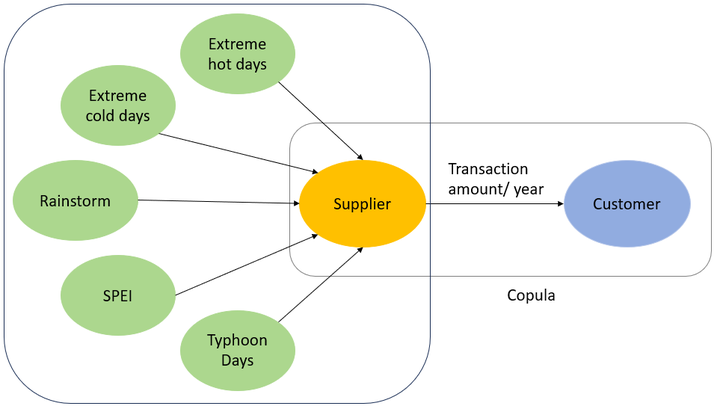 Extreme
hot days
Extreme
cold days
Rainstorm
SPEI
Typhoon
Days
Supplier
Transaction
amount/ year
Customer
Copula